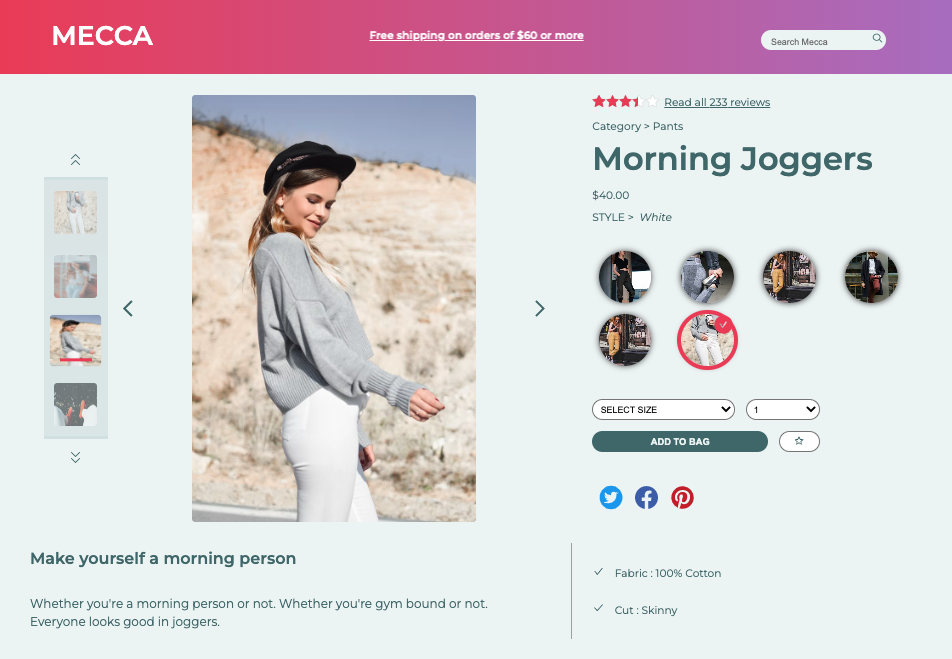 MECCA
Free shipping on orders of $60 or more
Search Mecca
Read all 233 reviews
Category > Pants
Morning Joggers
$40.00
STYLE > White
SELECT SIZE
1
ADD TO BAG
Make yourself a morning person
Whether you're a morning person or not. Whether you're gym bound or not.
Everyone looks good in joggers.
Fabric : 100% Cotton
Cut : Skinny